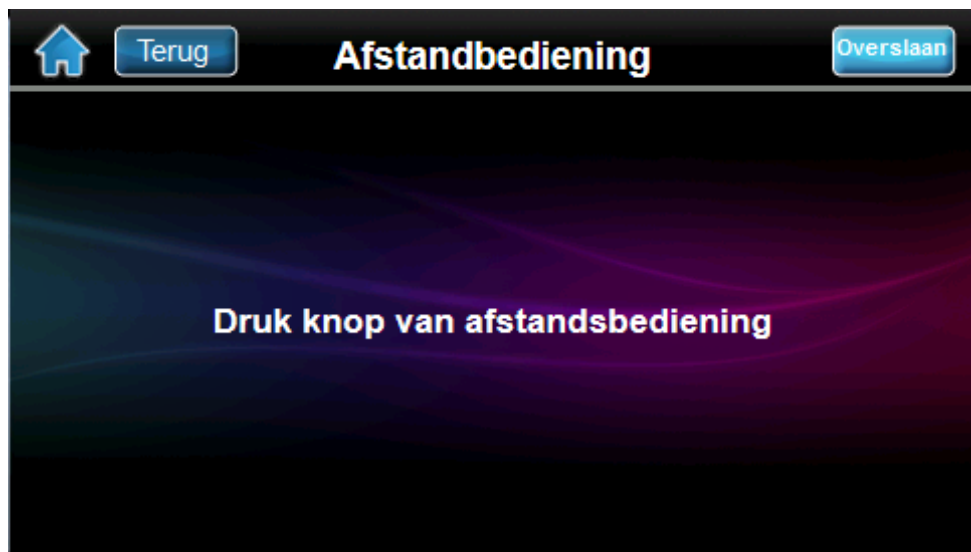 Terug
Afstandbediening
Overslaan
Druk knop van afstandsbediening